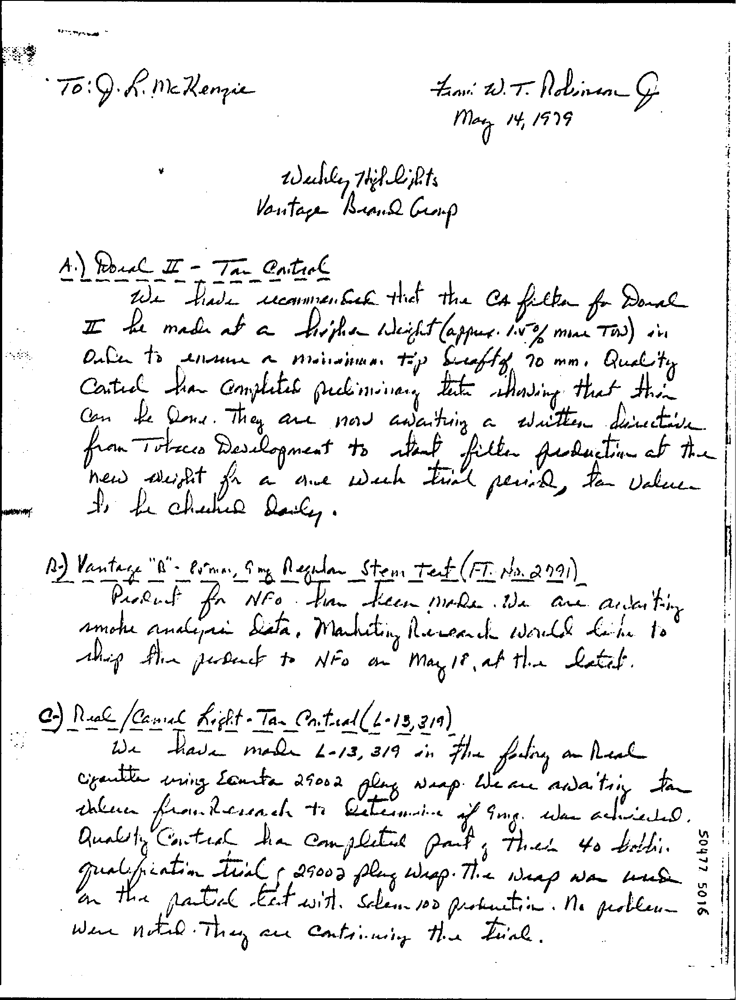 To: J. L. McKenzie
From: W. T. Robinson Jr
May 14, 1979
Weekly Highlights
Vantage Brand Group
A.) Doral II - Tar Control
We have recommended that the CA filter for Doral
II be made at a higher weight (approx. 1.5% more Tow) in
order to ensure a minimum tip draft of 70 mm. Quality
Control has completed preliminary tests showing that this
can be done. They are now awaiting a written directive
from Tobacco Development to start filter production at the
new weight for a one week trial period, tar values
to be checked daily.
B.) Vantage "B" - 85mm, 9 mg Regular Stem Test (FT. No. 2791)
Product for NFO has been made. We are awaiting
smoke analysis data. Marketing Research would like to
ship the product to NFO on May 18, at the latest.
C.) Real/Camel Light - Tar Control (L-13,319)
We have made L-13,319 in the factory on Real
cigarette using Ecusta 29002 plug wrap. We are awaiting tar
values from Research to determine if 9mg. was achieved.
Quality Control has completed part of their 40 bobbin
qualification trial of 29002 plug wrap. The wrap was used
on the partial test with Salem 100 production. No problems
were noted. They are continuing the trial.
50477 5016